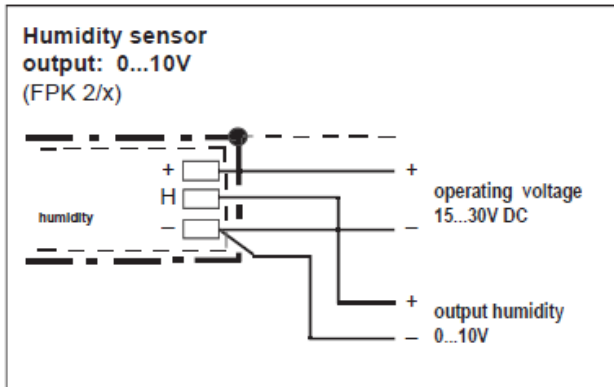 Humidity sensor
output: 0...10V
(FPK 2/x)
+
H
–
humidity
+
operating voltage
15...30V DC
–
+
output humidity
0...10V
–